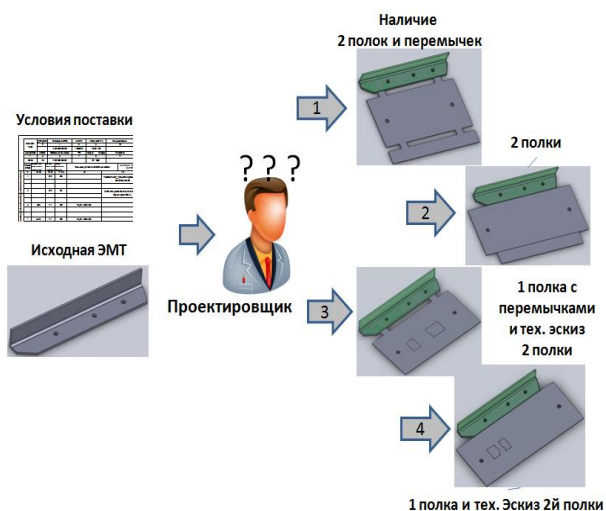 Наличие
2 полок и перемычек
1
Условия поставки
2 полки
? ? ?
2
Исходная ЭМТ
Проектировщик
3
1 полка с
перемычками
и тех. эскиз
2 полки
4
1 полка и тех. Эскиз 2й полки